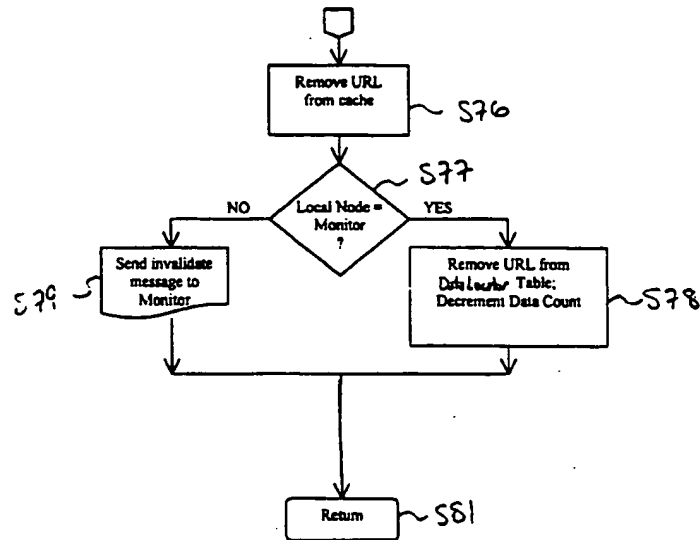 Remove URL
from cache
S76
S77
NO
Local Node =
Monitor
?
YES
Send invalidate
message to
Monitor
S79
Remove URL from
Data Locator Table;
Decrement Data Count
S78
Return
S81